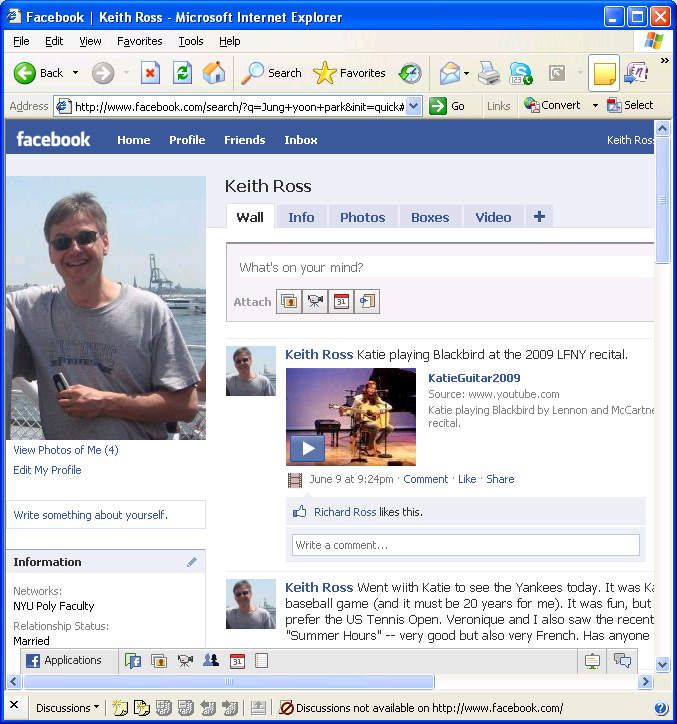 Facebook | Keith Ross - Microsoft Internet Explorer
File Edit View Favorites Tools Help
Back Search Favorites
Address http://www.facebook.com/search/?q=Jung+yoon+park&init=quick# Go Links Convert Select
facebook Home Profile Friends Inbox Keith Ross
Keith Ross
Wall Info Photos Boxes Video +
What's on your mind?
Attach 31
Keith Ross Katie playing Blackbird at the 2009 LFNY recital.
KatieGuitar2009
Source: www.youtube.com
Katie playing Blackbird by Lennon and McCartne
recital.
June 9 at 9:24pm · Comment · Like · Share
Richard Ross likes this.
Write a comment...
View Photos of Me (4)
Edit My Profile
Write something about yourself.
Information
Networks:
NYU Poly Faculty
Relationship Status:
Married
Keith Ross Went wiith Katie to see the Yankees today. It was Ka
baseball game (and it must be 20 years for me). It was fun, but
prefer the US Tennis Open. Veronique and I also saw the recent
"Summer Hours" -- very good but also very French. Has anyone
Applications 31
Discussions Discussions not available on http://www.facebook.com/